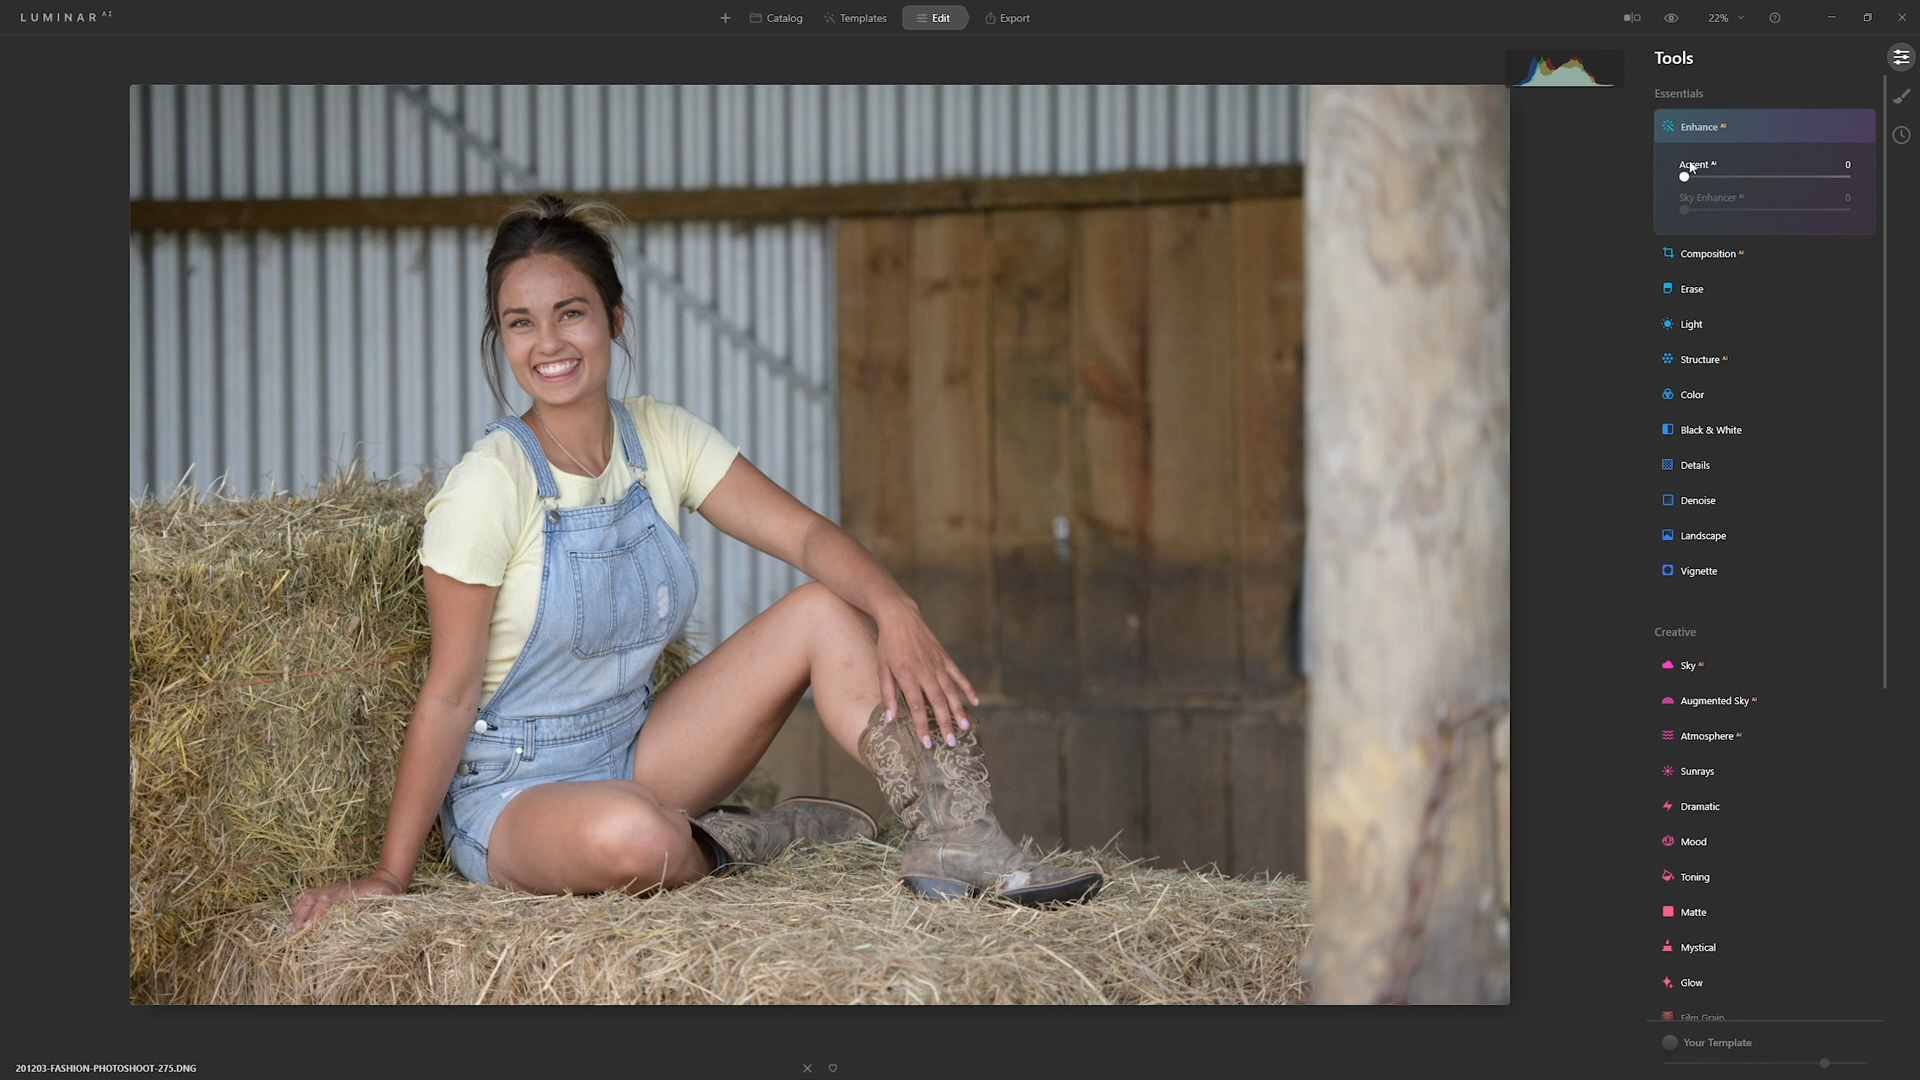 LUMINAR AI
Catalog
Templates
Edit
Export
22%
Tools
Essentials
Enhance AI
Accent AI 0
Sky Enhancer AI 0
Composition AI
Erase
Light
Structure AI
Color
Black & White
Details
Denoise
Landscape
Vignette
Creative
Sky AI
Augmented Sky AI
Atmosphere AI
Sunrays
Dramatic
Mood
Toning
Matte
Mystical
Glow
Film Grain
Your Template
201203-FASHION-PHOTOSHOOT-275.DNG